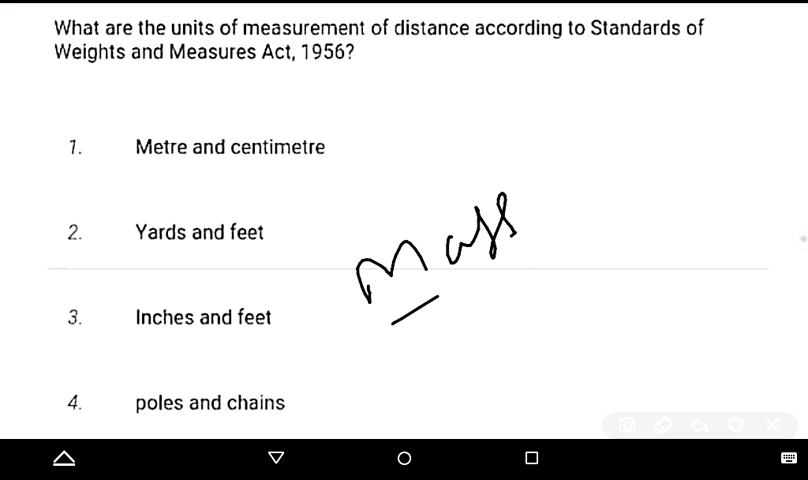 What are the units of measurement of distance according to Standards of
Weights and Measures Act, 1956?
1. Metre and centimetre
2. Yards and feet
Mass
3. Inches and feet
4. poles and chains